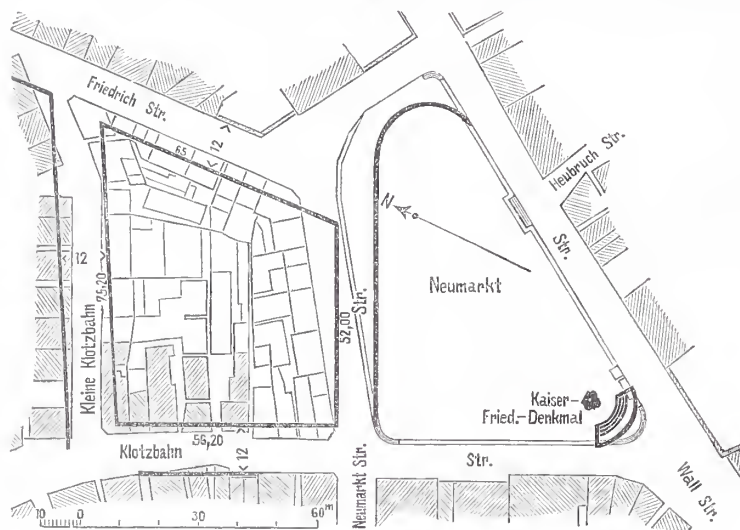 Friedrich Str.
12
65
Heubruch Str.
N
Str.
Neumarkt
12
75,20
Kleine Klotzbahn
52,00
Str.
Kaiser-
Fried.-Denkmal
56,20
Klotzbahn
12
Neumarkt Str.
Str.
Wall Str
10 0 30 60 m